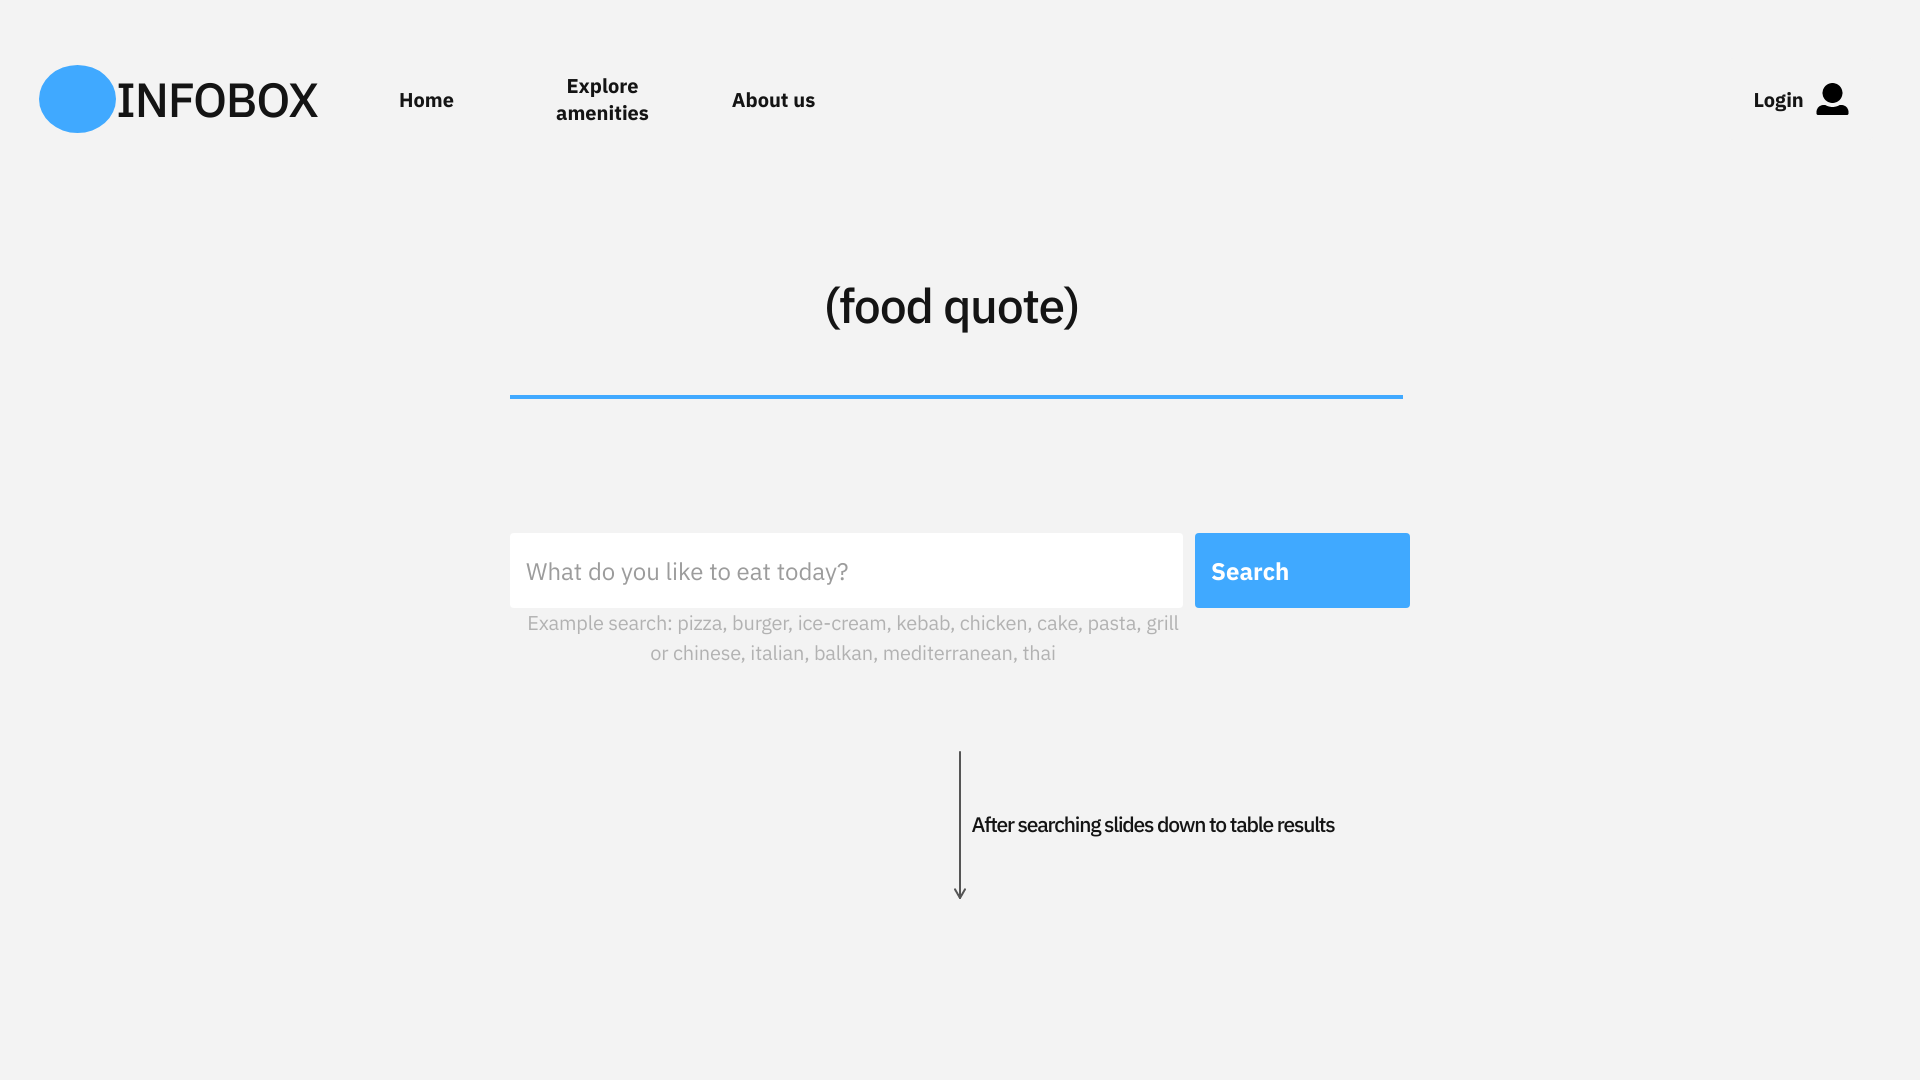 INFOBOX
Home
Explore
amenities
About us
Login
(food quote)
What do you like to eat today?
Search
Example search: pizza, burger, ice-cream, kebab, chicken, cake, pasta, grill
or chinese, italian, balkan, mediterranean, thai
After searching slides down to table results